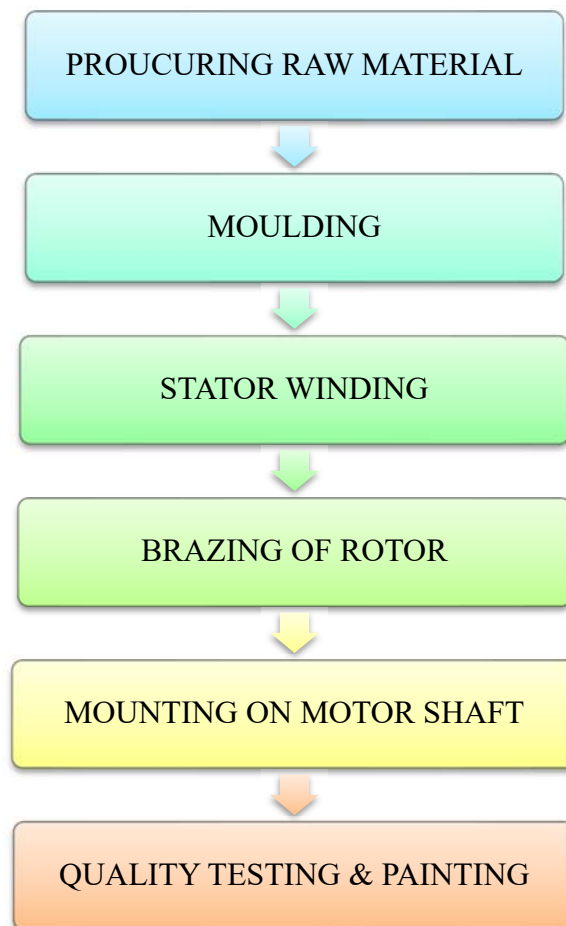 PROUCURING RAW MATERIAL
MOULDING
STATOR WINDING
BRAZING OF ROTOR
MOUNTING ON MOTOR SHAFT
QUALITY TESTING & PAINTING